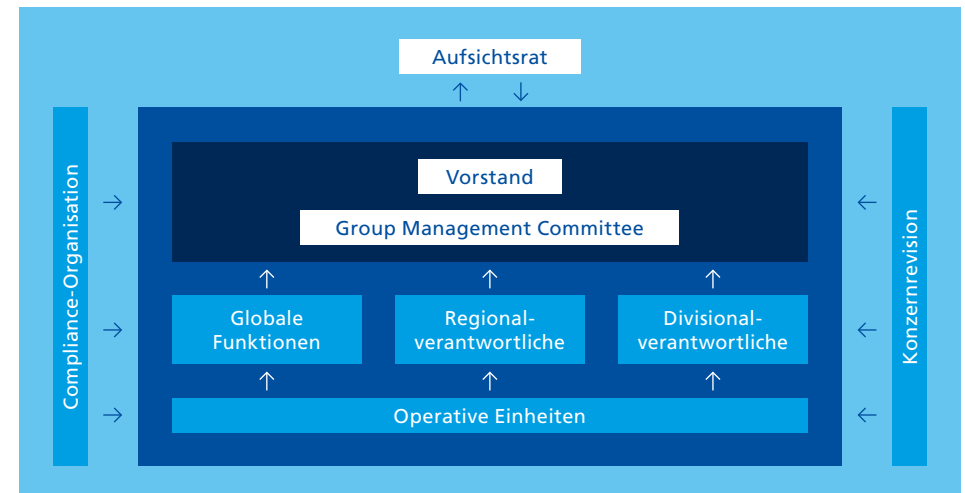 Aufsichtsrat
Compliance-Organisation
Vorstand
Group Management Committee
Globale
Funktionen
Regional-
verantwortliche
Divisional-
verantwortliche
Operative Einheiten
Konzernrevision